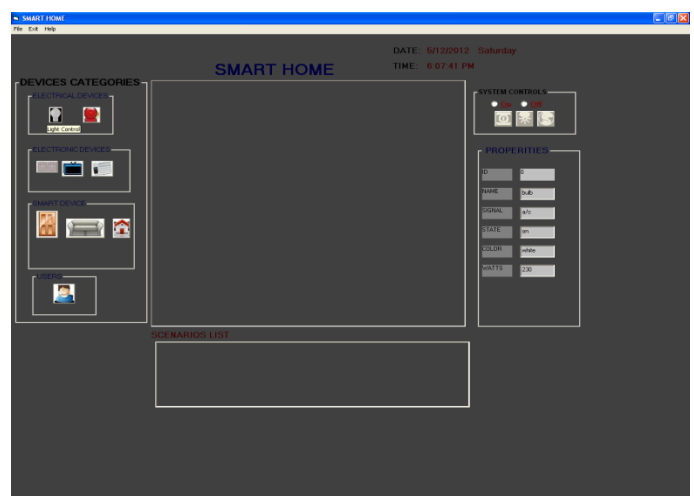 SMART HOME
File Exit Help
DATE: 5/12/2012 Saturday
SMART HOME
TIME: 6:07:41 PM
DEVICES CATEGORIES
ELECTRICAL DEVICES
Light Control
ELECTRONIC DEVICES
SMART DEVICE
USERS
SYSTEM CONTROLS
On Off
PROPERITIES
ID 0
NAME bulb
SIGNAL a/c
STATE on
COLOR white
WATTS 230
SCENARIOS LIST